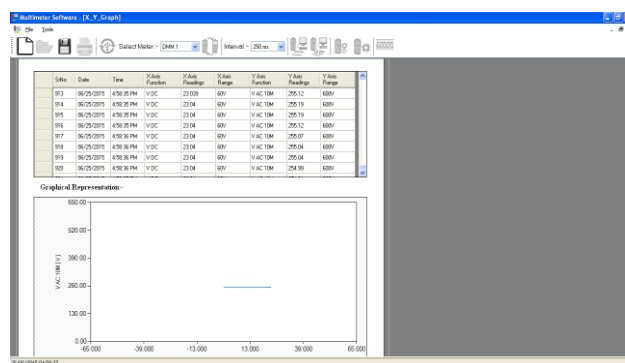 Multimeter Software - [X_Y_Graph]
File Tools
Select Meter :- DMM 1 Interval :- 250 ms
Sr.No Date Time X Axis Function X Axis Readings X Axis Range Y Axis Function Y Axis Readings Y Axis Range
913 06/25/2015 4:58:35 PM V DC 23.039 60V V AC 10M 255.12 600V
914 06/25/2015 4:58:35 PM V DC 23.04 60V V AC 10M 255.19 600V
915 06/25/2015 4:58:35 PM V DC 23.04 60V V AC 10M 255.19 600V
916 06/25/2015 4:58:35 PM V DC 23.04 60V V AC 10M 255.12 600V
917 06/25/2015 4:58:36 PM V DC 23.04 60V V AC 10M 255.07 600V
918 06/25/2015 4:58:36 PM V DC 23.04 60V V AC 10M 255.04 600V
919 06/25/2015 4:58:36 PM V DC 23.04 60V V AC 10M 255.04 600V
920 06/25/2015 4:58:36 PM V DC 23.04 60V V AC 10M 254.99 600V
Graphical Representation:-
650.00
520.00
390.00
V AC 10M [ V ]
260.00
130.00
0.00
-65.000 -39.000 -13.000 13.000 39.000 65.000